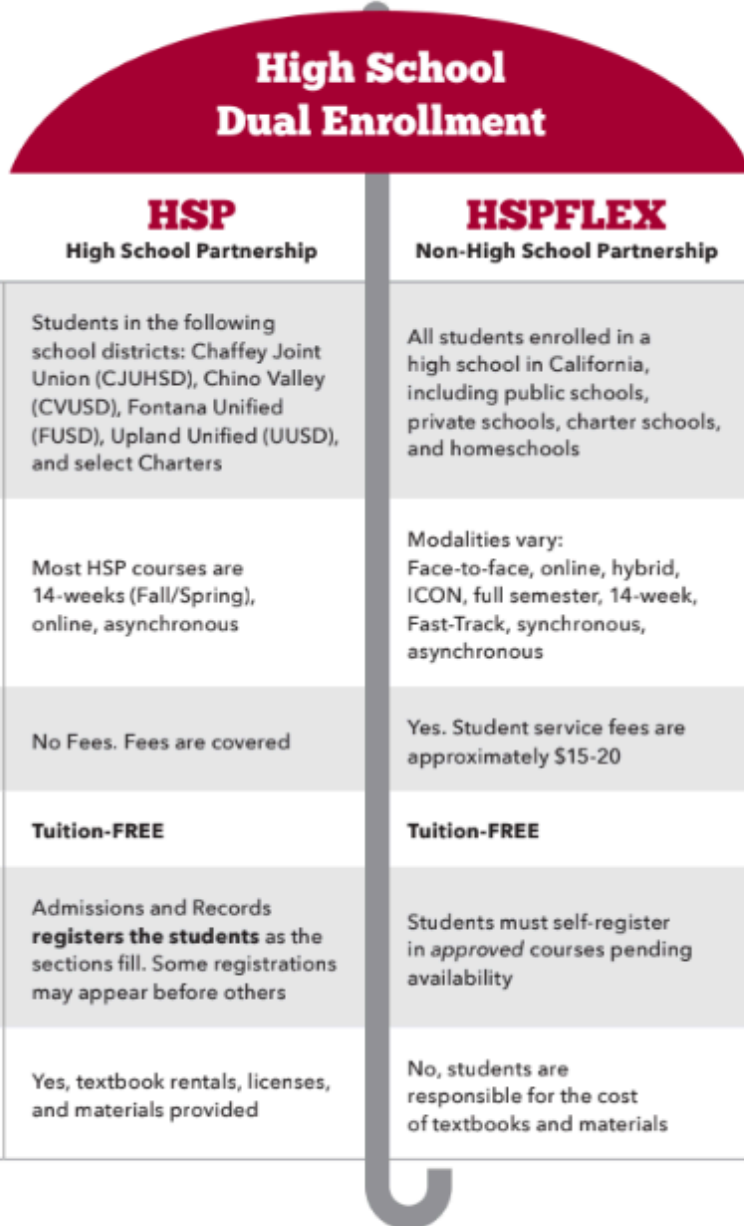 High School
Dual Enrollment
HSP
High School Partnership
HSPFLEX
Non-High School Partnership
Students in the following
school districts: Chaffey Joint
Union (CJUHSD), Chino Valley
(CVUSD), Fontana Unified
(FUSD), Upland Unified (UUSD),
and select Charters
All students enrolled in a
high school in California,
including public schools,
private schools, charter schools,
and homeschools
Most HSP courses are
14-weeks (Fall/Spring),
online, asynchronous
Modalities vary:
Face-to-face, online, hybrid,
ICON, full semester, 14-week,
Fast-Track, synchronous,
asynchronous
No Fees. Fees are covered
Yes. Student service fees are
approximately $15-20
Tuition-FREE
Tuition-FREE
Admissions and Records
registers the students as the
sections fill. Some registrations
may appear before others
Students must self-register
in approved courses pending
availability
Yes, textbook rentals, licenses,
and materials provided
No, students are
responsible for the cost
of textbooks and materials